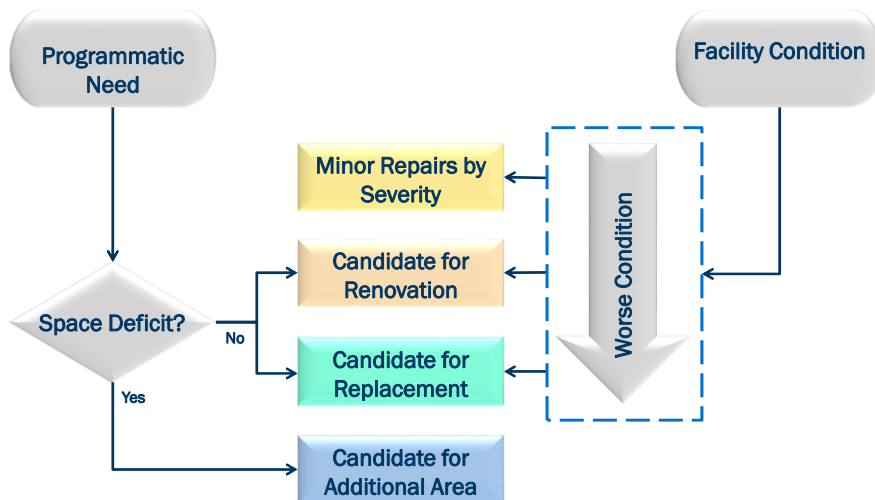 Programmatic
Need
Facility Condition
Minor Repairs by
Severity
Candidate for
Renovation
Worse Condition
Space Deficit?
No
Candidate for
Replacement
Yes
Candidate for
Additional Area